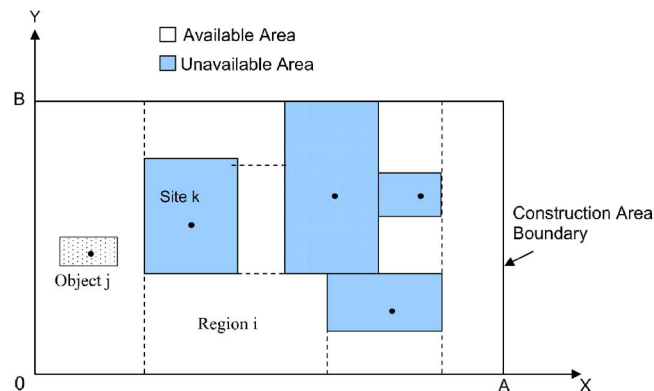 Y
Available Area
Unavailable Area
B
Site k
Construction Area
Boundary
Object j
Region i
0
A
X